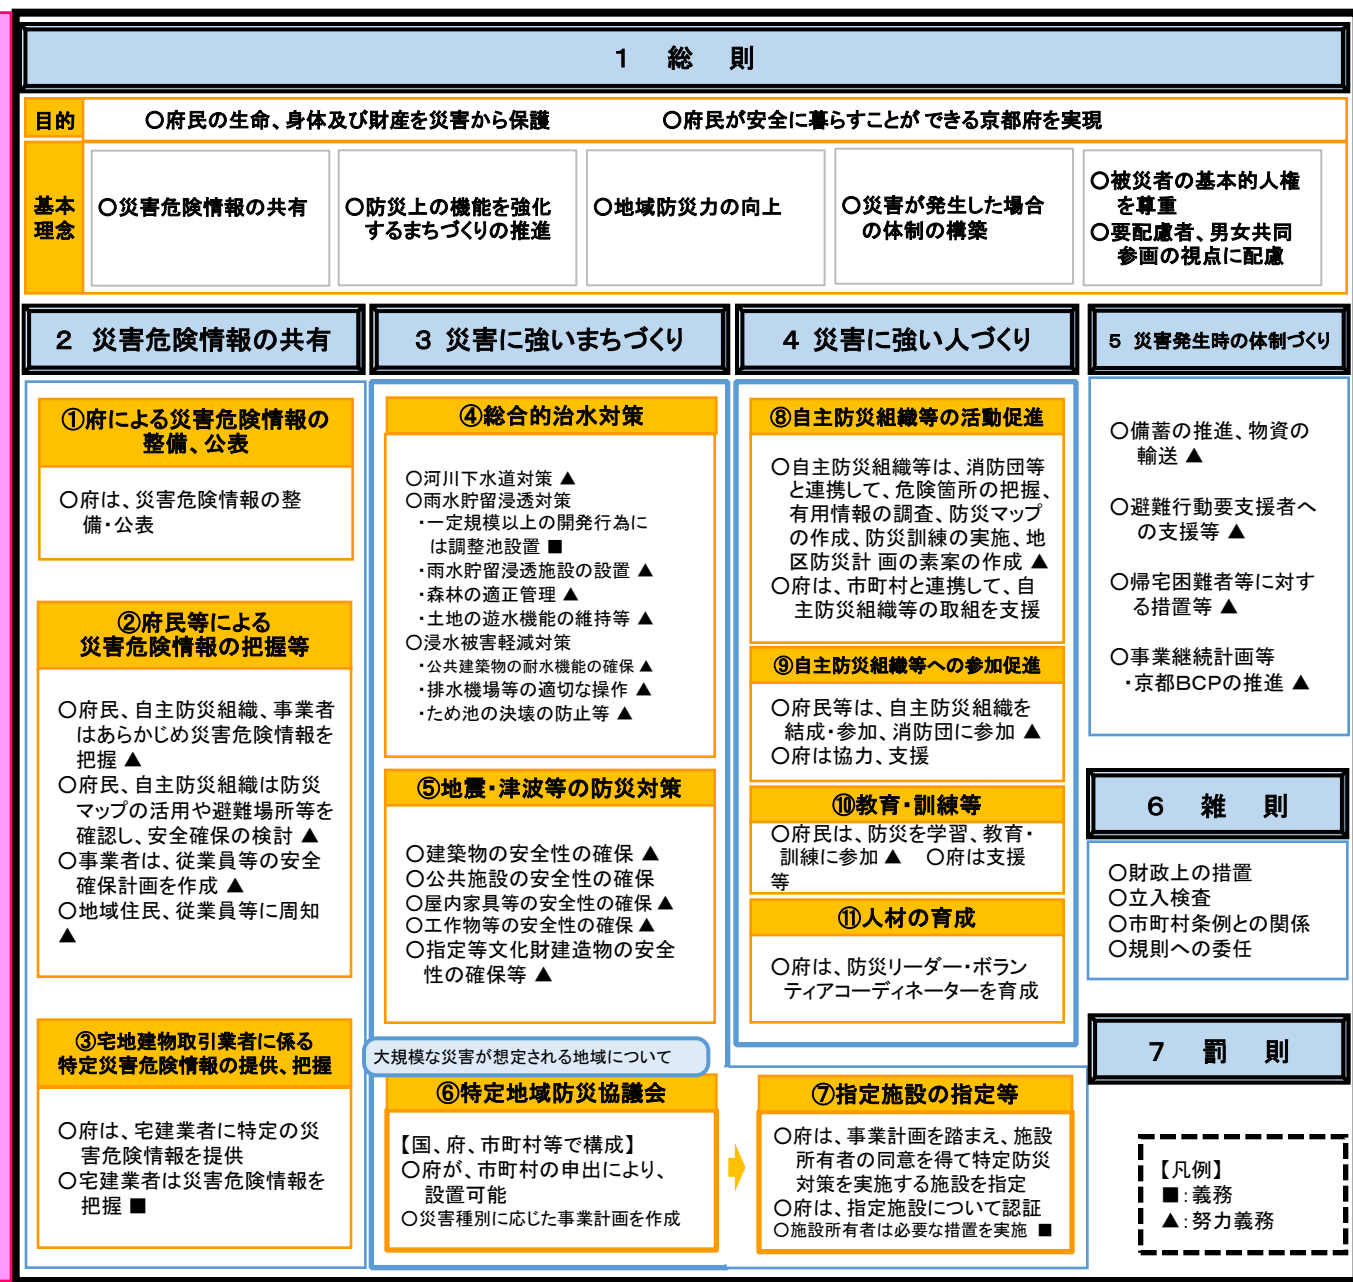 1 総 則
目的
○府民の生命、身体及び財産を災害から保護
○府民が安全に暮らすことが できる京都府を実現
基本
理念
○災害危険情報の共有
○防災上の機能を強化
するまちづくりの推進
○地域防災力の向上
○災害が発生した場合
の体制の構築
○被災者の基本的人権
を尊重
○要配慮者、男女共同
参画の視点に配慮
2 災害危険情報の共有
①府による災害危険情報の
整備、公表
○府は、災害危険情報の整
備・公表
②府民等による
災害危険情報の把握等
○府民、自主防災組織、事業者
はあらかじめ災害危険情報を
把握 ▲
○府民、自主防災組織は防災
マップの活用や避難場所等を
確認し、安全確保の検討 ▲
○事業者は、従業員等の安全
確保計画を作成 ▲
○地域住民、従業員等に周知
▲
③宅地建物取引業者に係る
特定災害危険情報の提供、把握
○府は、宅建業者に特定の災
害危険情報を提供
○宅建業者は災害危険情報を
把握 ■
3 災害に強いまちづくり
④総合的治水対策
○河川下水道対策 ▲
○雨水貯留浸透対策
・一定規模以上の開発行為に
は調整池設置 ■
・雨水貯留浸透施設の設置 ▲
・森林の適正管理 ▲
・土地の遊水機能の維持等 ▲
○浸水被害軽減対策
・公共建築物の耐水機能の確保 ▲
・排水機場等の適切な操作 ▲
・ため池の決壊の防止等 ▲
⑤地震・津波等の防災対策
○建築物の安全性の確保 ▲
○公共施設の安全性の確保
○屋内家具等の安全性の確保 ▲
○工作物等の安全性の確保 ▲
○指定等文化財建造物の安全
性の確保等 ▲
大規模な災害が想定される地域について
⑥特定地域防災協議会
【国、府、市町村等で構成】
○府が、市町村の申出により、
設置可能
○災害種別に応じた事業計画を作成
⑦指定施設の指定等
○府は、事業計画を踏まえ、施設
所有者の同意を得て特定防災
対策を実施する施設を指定
○府は、指定施設について認証
○施設所有者は必要な措置を実施 ■
4 災害に強い人づくり
⑧自主防災組織等の活動促進
○自主防災組織等は、消防団等
と連携して、危険箇所の把握、
有用情報の調査、防災マップ
の作成、防災訓練の実施、地
区防災計 画の素案の作成 ▲
○府は、市町村と連携して、自
主防災組織等の取組を支援
⑨自主防災組織等への参加促進
○府民等は、自主防災組織を
結成・参加、消防団に参加 ▲
○府は協力、支援
⑩教育・訓練等
○府民は、防災を学習、教育・
訓練に参加 ▲ ○府は支援
等
⑪人材の育成
○府は、防災リーダー・ボラン
ティアコーディネーターを育成
5 災害発生時の体制づくり
○備蓄の推進、物資の
輸送 ▲
○避難行動要支援者へ
の支援等 ▲
○帰宅困難者等に対す
る措置等 ▲
○事業継続計画等
・京都BCPの推進 ▲
6 雑 則
○財政上の措置
○立入検査
○市町村条例との関係
○規則への委任
7 罰 則
【凡例】
■:義務
▲:努力義務